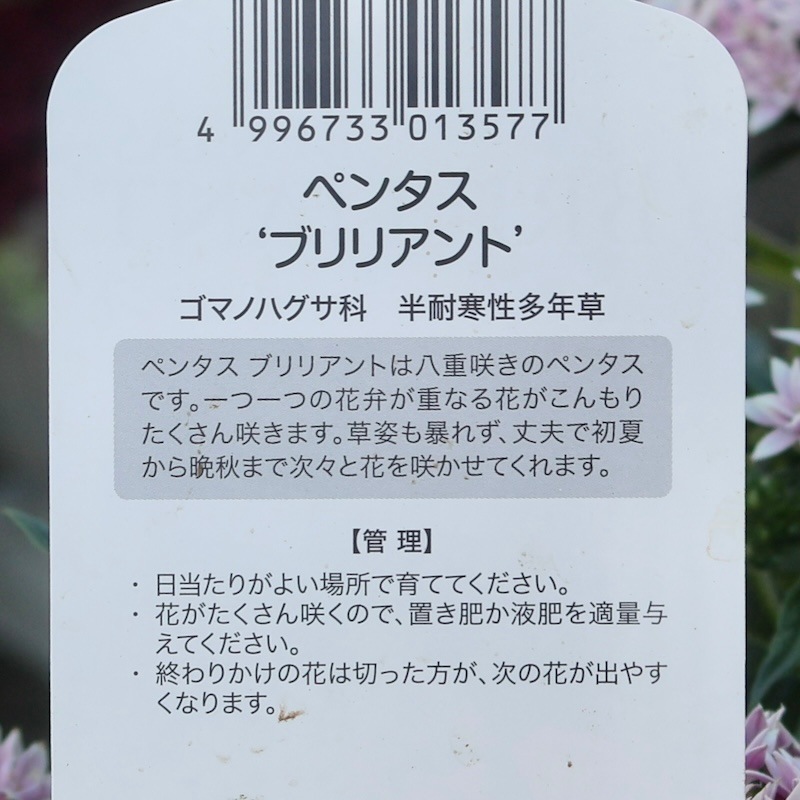 4 996733 013577
ペンタス
‘ブリリアント’
ゴマノハグサ科　半耐寒性多年草
ペンタス ブリリアントは八重咲きのペンタス
です。一つ一つの花弁が重なる花がこんもり
たくさん咲きます。草姿も暴れず、丈夫で初夏
から晩秋まで次々と花を咲かせてくれます。
【管 理】
・ 日当たりがよい場所で育ててください。
・ 花がたくさん咲くので、置き肥か液肥を適量与
えてください。
・ 終わりかけの花は切った方が、次の花が出やす
くなります。